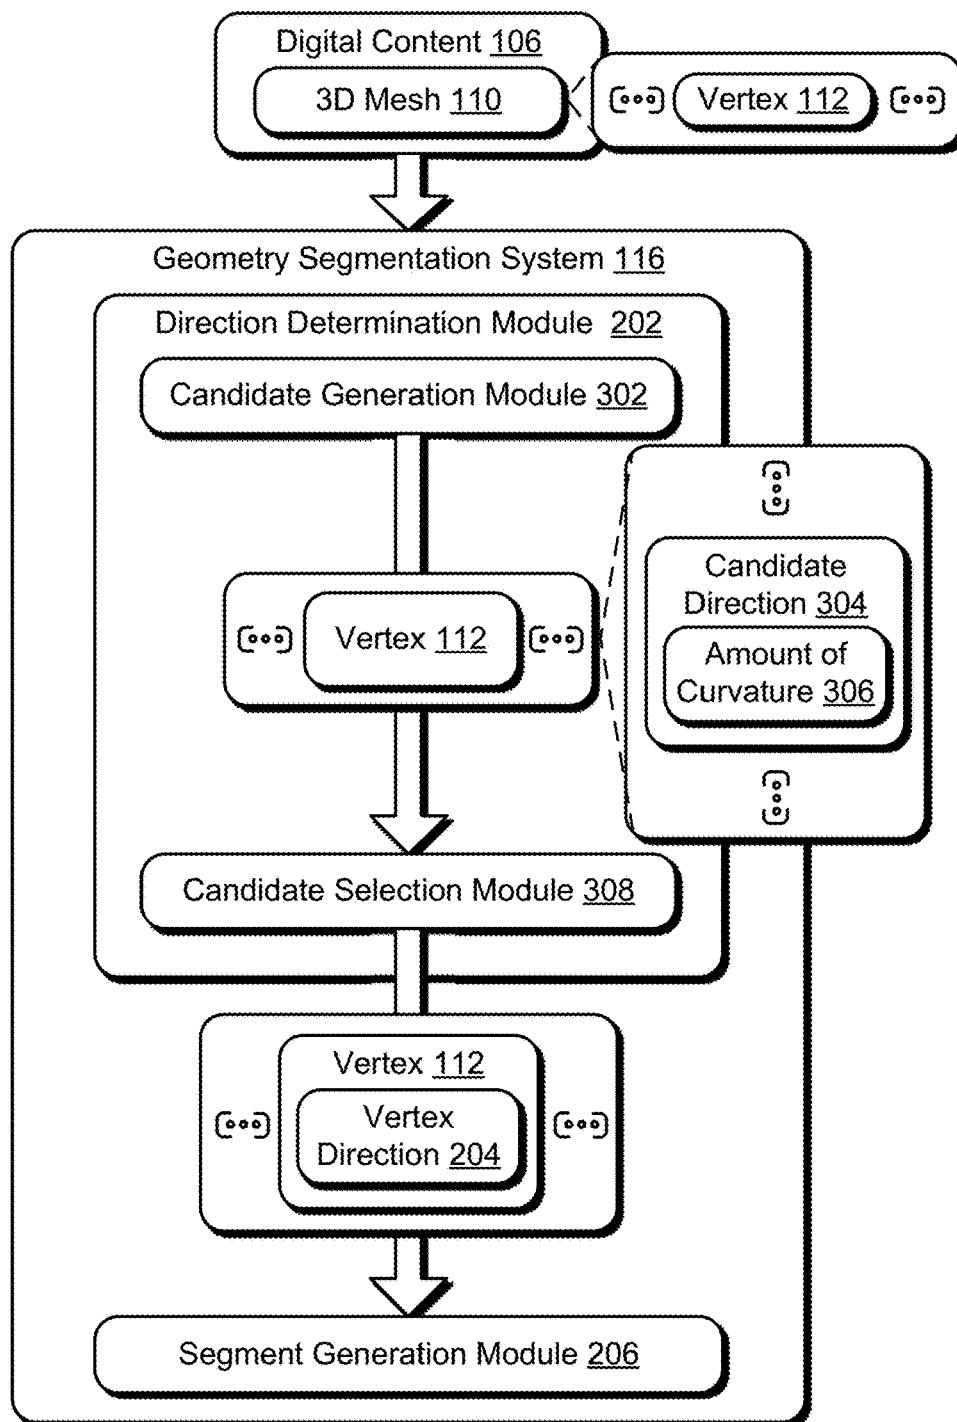 Digital Content 106
3D Mesh 110
Vertex 112
Geometry Segmentation System 116
Direction Determination Module 202
Candidate Generation Module 302
Candidate
Direction 304
Amount of
Curvature 306
Vertex 112
Candidate Selection Module 308
Vertex 112
Vertex
Direction 204
Segment Generation Module 206